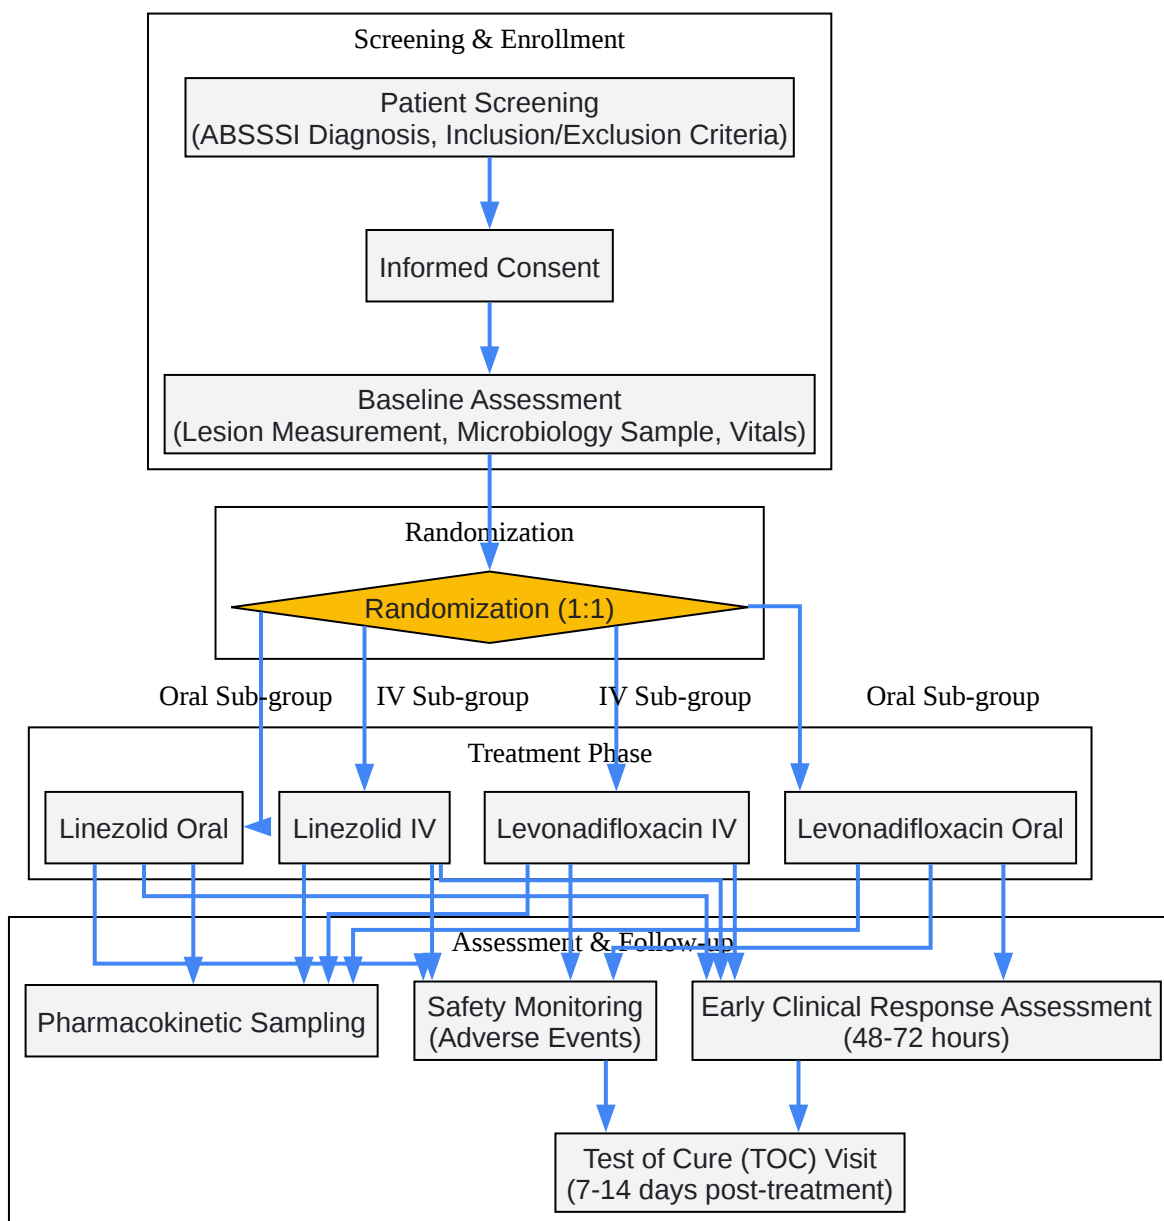 Screening & Enrollment
Patient Screening
(ABSSSI Diagnosis, Inclusion/Exclusion Criteria)
Informed Consent
Baseline Assessment
(Lesion Measurement, Microbiology Sample, Vitals)
Randomization
Randomization (1:1)
Oral Sub-group
IV Sub-group
IV Sub-group
Oral Sub-group
Treatment Phase
Linezolid Oral
Linezolid IV
Levonadifloxacin IV
Levonadifloxacin Oral
Assessment & Follow-up
Pharmacokinetic Sampling
Safety Monitoring
(Adverse Events)
Early Clinical Response Assessment
(48-72 hours)
Test of Cure (TOC) Visit
(7-14 days post-treatment)